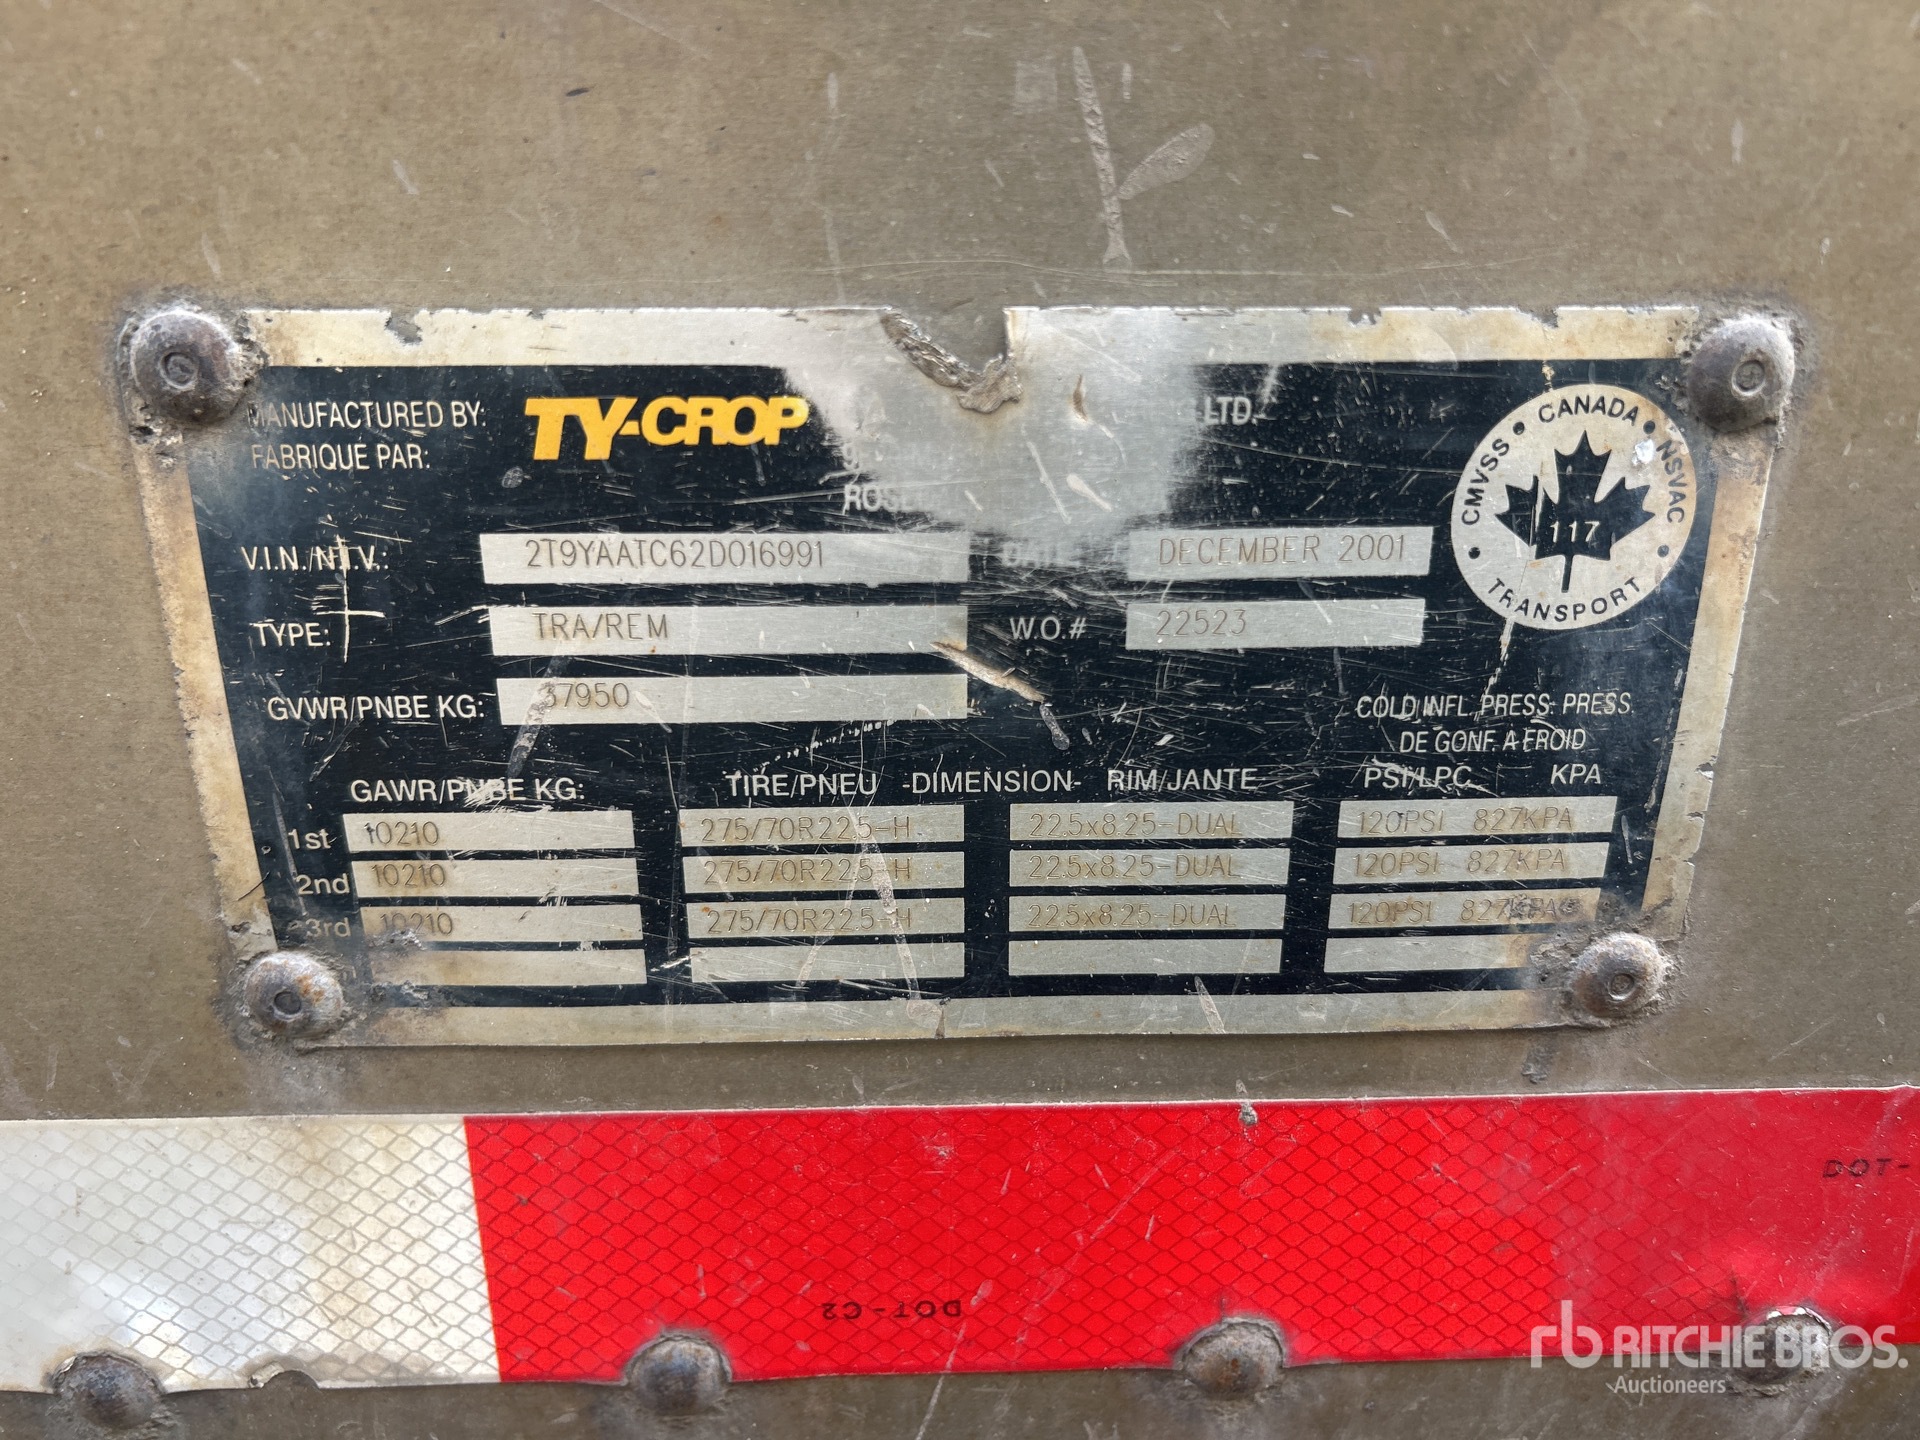 MANUFACTURED BY: TY-CROP LTD.
FABRIQUÉ PAR:
V.I.N./N.I.V.: 2T9YAATC62D016991 DECEMBER 2001
TYPE: TRA/REM W.O.# 22523
GVWR/PNBE KG: 37950
CMVSS • CANADA • NSVAC • TRANSPORT •
117
COLD INFL. PRESS. PRESS.
DE GONF. A FROID
GAWR/PNBE KG: TIRE/PNEU -DIMENSION- RIM/JANTE PSI/LPC KPA
1st 10210 275/70R22.5-H 22.5x8.25-DUAL 120PSI 827KPA
2nd 10210 275/70R22.5-H 22.5x8.25-DUAL 120PSI 827KPA
3rd 10210 275/70R22.5-H 22.5x8.25-DUAL 120PSI 827KPA
DOT-
DOT-C2
rb RITCHIE BROS.
Auctioneers